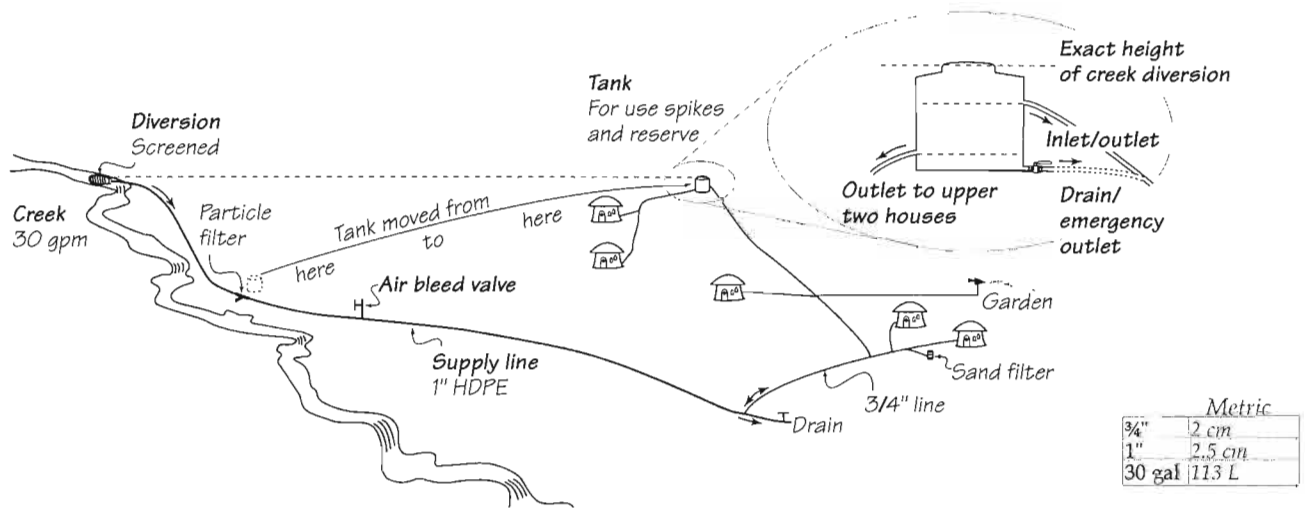 Exact height
of creek diversion
Tank
For use spikes
and reserve
Diversion
Screened
Inlet/outlet
Outlet to upper
two houses
Drain/
emergency
outlet
Creek
30 gpm
Particle
filter
Tank moved from
here
to
here
Air bleed valve
Garden
Supply line
1" HDPE
Sand filter
3/4" line
Drain
Metric
¾" 2 cm
1" 2.5 cm
30 gal 113 L